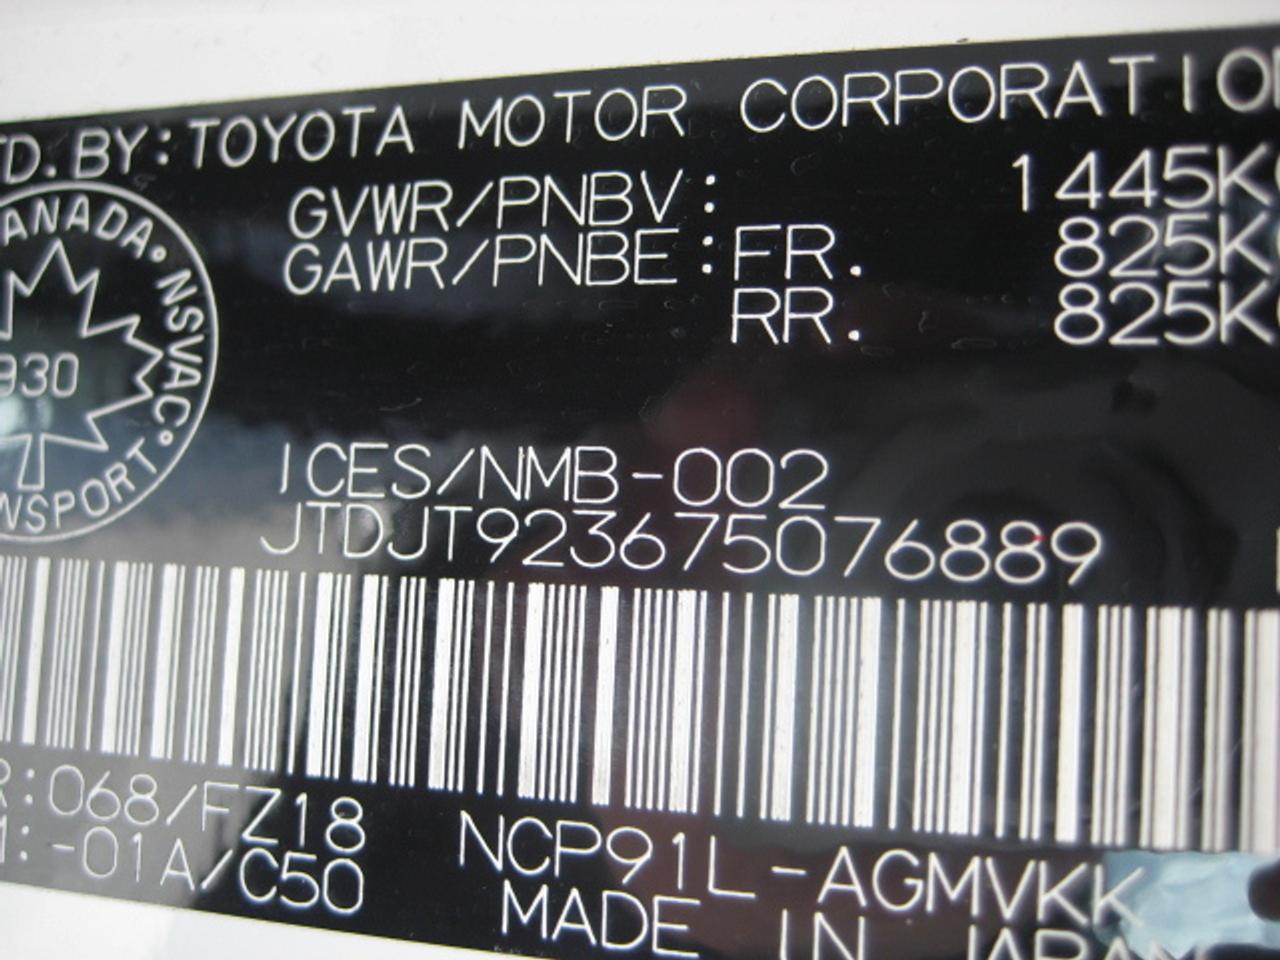 TD. BY: TOYOTA MOTOR CORPORATIO
GVWR/PNBV: 1445K
GAWR/PNBE: FR. 825K
RR. 825K
ANADA • NSVAC • NSPORT
930
ICES/NMB-002
JTDJT923675076889
R: 068/FZ18
: -01A/C50
NCP91L-AGMVKK
MADE IN JAPAN